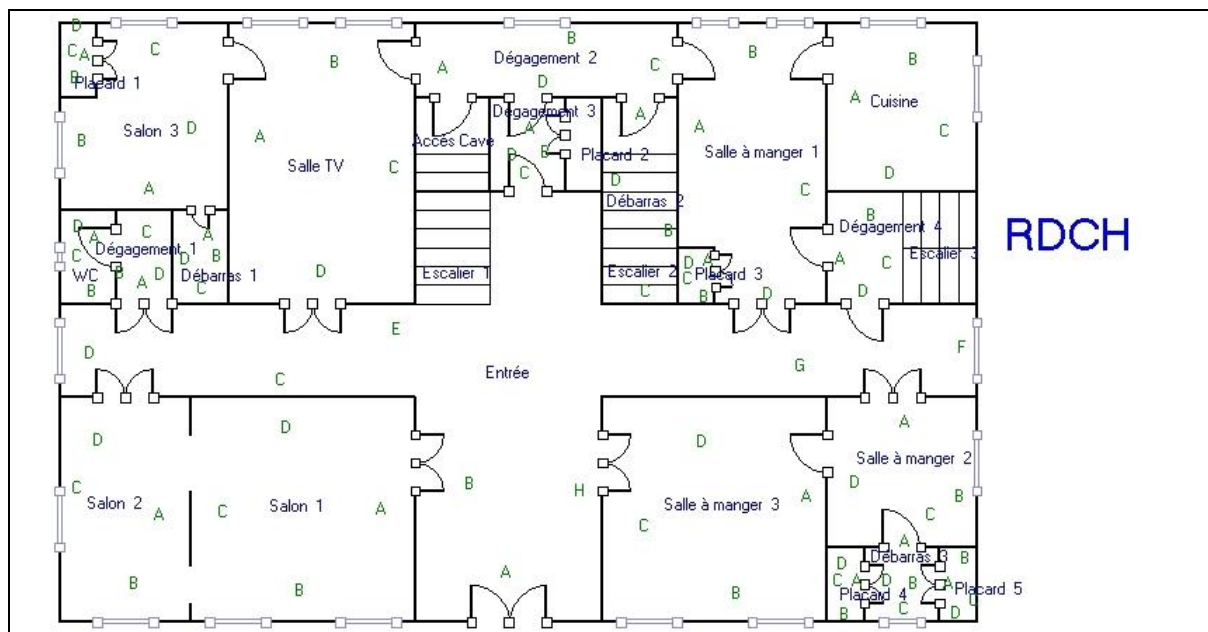 B
C A C B B B
B Placard 1 A Dégagement 2 C D A Cuisine
Dégagement 3
B Salon 3 D A Accès Cave A A A C
Salle TV C D B Placard 2 Salle à manger 1
C D D
A C
Débarras 2
D A C A B B Dégagement 4
C Dégagement 1 D B Escalier 3
WC B A D Débarras 1 D Escalier 1 Escalier 2 D A Placard 3 A C
B C C C B D D
RDCH
E
D F
Entrée G
C
D D D A
Salle à manger 2
C B H D B
Salon 2 A C Salon 1 A C Salle à manger 3 A C
A
D Débarras 3 B
A C A D B A
B B B Placard 4 Placard 5
B C D